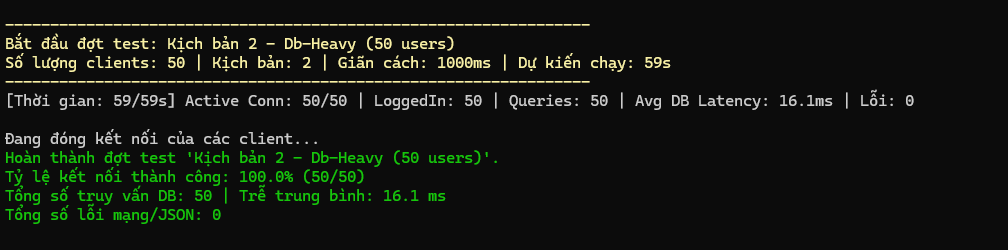 -----------------------------------------------------------------
Bắt đầu đợt test: Kịch bản 2 - Db-Heavy (50 users)
Số lượng clients: 50 | Kịch bản: 2 | Giãn cách: 1000ms | Dự kiến chạy: 59s
-----------------------------------------------------------------
[Thời gian: 59/59s] Active Conn: 50/50 | LoggedIn: 50 | Queries: 50 | Avg DB Latency: 16.1ms | Lỗi: 0
Đang đóng kết nối của các client...
Hoàn thành đợt test 'Kịch bản 2 - Db-Heavy (50 users)'.
Tỷ lệ kết nối thành công: 100.0% (50/50)
Tổng số truy vấn DB: 50 | Trễ trung bình: 16.1 ms
Tổng số lỗi mạng/JSON: 0